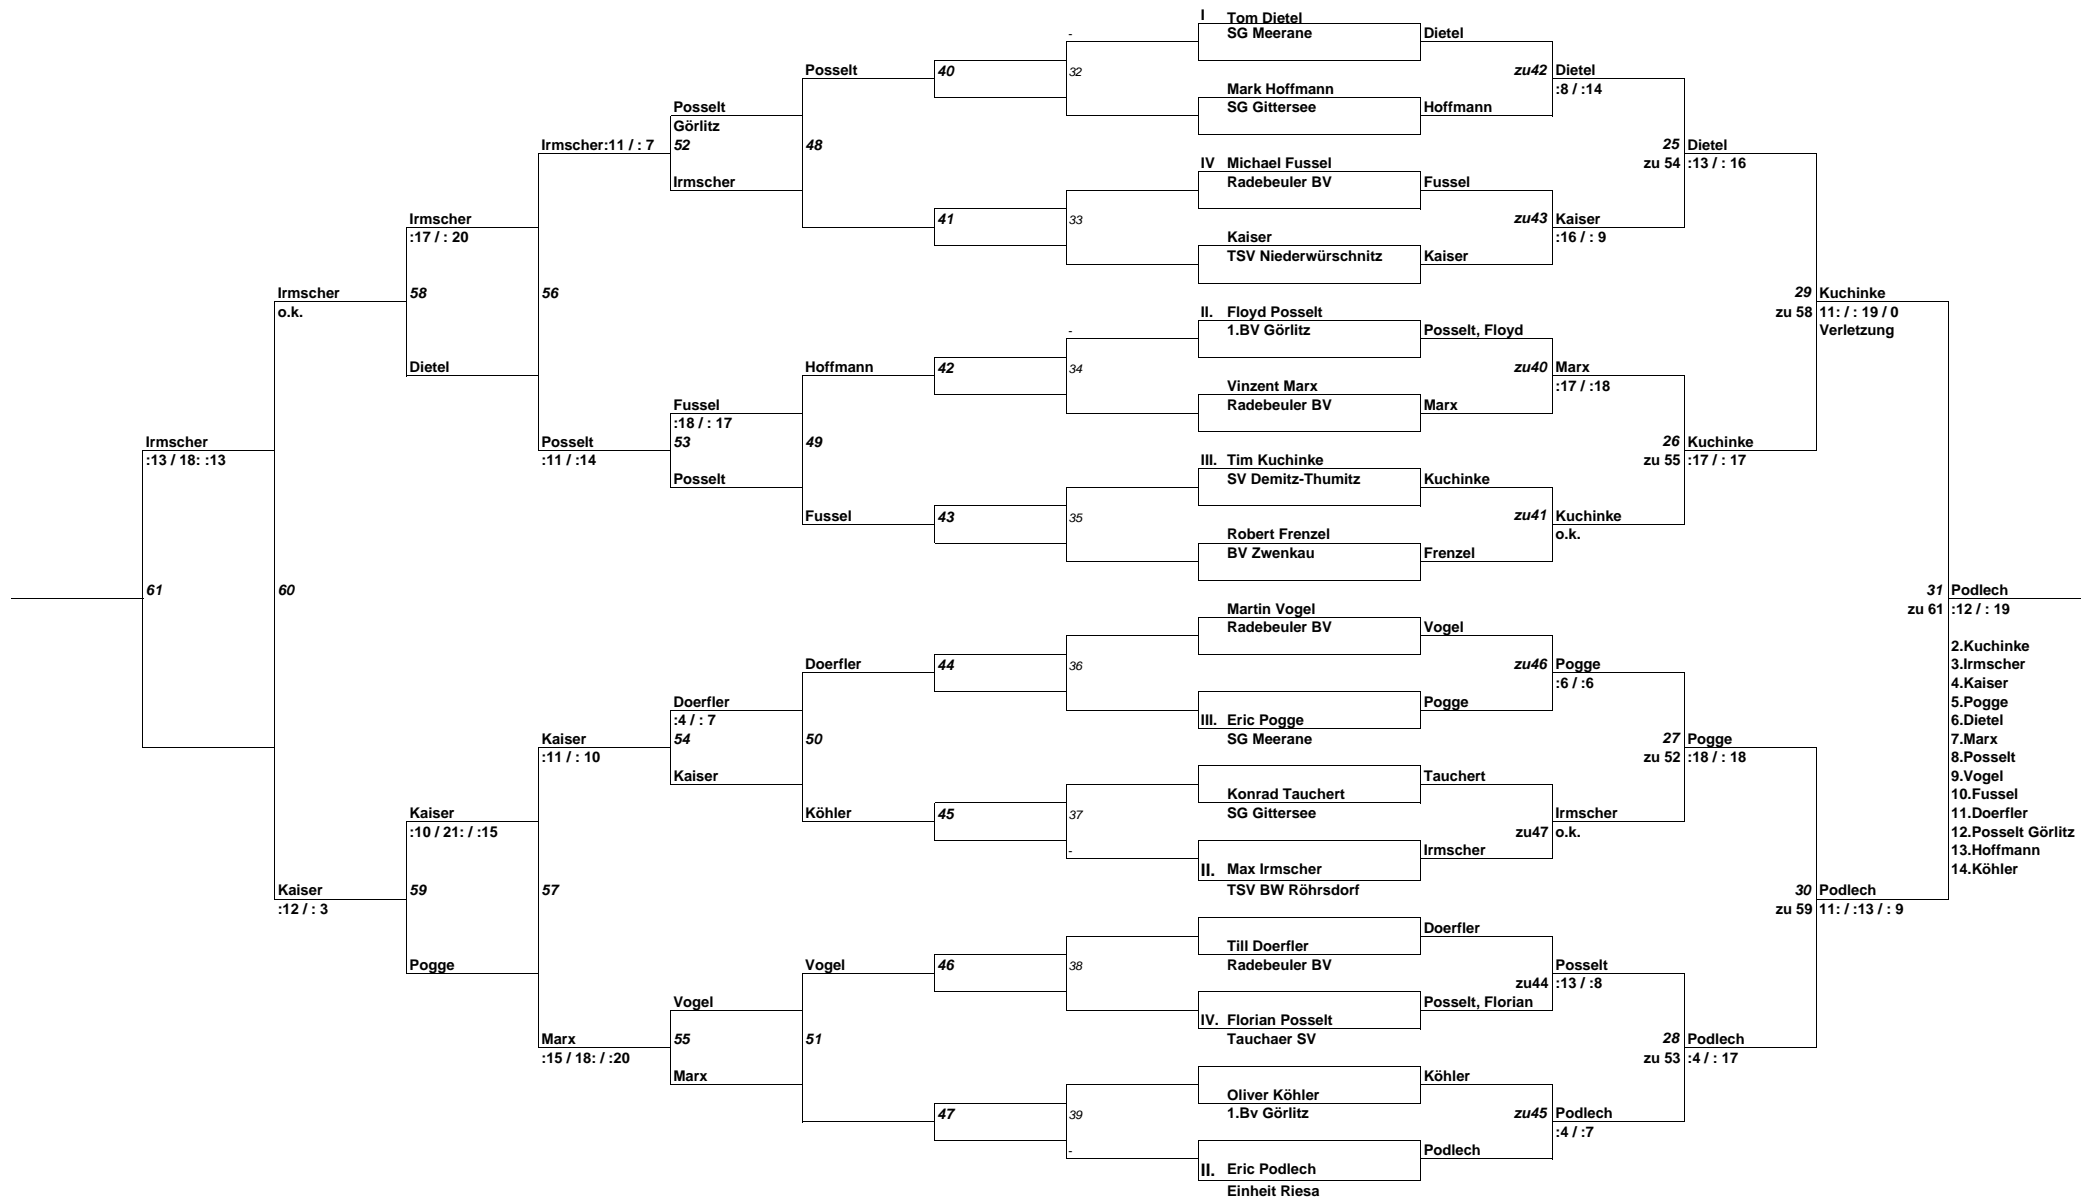 I Tom Dietel
SG Meerane
Dietel
-
32
Posselt
40
zu42 Dietel
:8 / :14
Mark Hoffmann
SG Gittersee
Hoffmann
Posselt
Görlitz
52
Irmscher:11 / : 7
48
Irmscher
25 Dietel
zu 54 :13 / : 16
IV Michael Fussel
Radebeuler BV
Fussel
Irmscher
:17 / : 20
41
33
zu43 Kaiser
:16 / : 9
Kaiser
TSV Niederwürschnitz
Kaiser
Irmscher
o.k.
58
56
29 Kuchinke
zu 58 11: / : 19 / 0
Verletzung
II. Floyd Posselt
1.BV Görlitz
Posselt, Floyd
-
Dietel
Hoffmann
42
34
zu40 Marx
:17 / :18
Vinzent Marx
Radebeuler BV
Marx
Fussel
:18 / : 17
53
Irmscher
:13 / 18: :13
Posselt
:11 / :14
49
26 Kuchinke
zu 55 :17 / : 17
III. Tim Kuchinke
SV Demitz-Thumitz
Kuchinke
Posselt
Fussel
43
35
zu41 Kuchinke
o.k.
Robert Frenzel
BV Zwenkau
Frenzel
61
60
31 Podlech
zu 61 :12 / : 19
Martin Vogel
Radebeuler BV
Vogel
2.Kuchinke
3.Irmscher
4.Kaiser
5.Pogge
6.Dietel
7.Marx
8.Posselt
9.Vogel
10.Fussel
11.Doerfler
12.Posselt Görlitz
13.Hoffmann
14.Köhler
Doerfler
44
36
zu46 Pogge
:6 / :6
Pogge
III. Eric Pogge
SG Meerane
Doerfler
:4 / : 7
54
Kaiser
:11 / : 10
50
27 Pogge
zu 52 :18 / : 18
Kaiser
Tauchert
Konrad Tauchert
SG Gittersee
Kaiser
:10 / 21: / :15
Köhler
45
37
Irmscher
zu47 o.k.
-
Irmscher
II. Max Irmscher
TSV BW Röhrsdorf
Kaiser
:12 / : 3
59
57
30 Podlech
zu 59 11: / :13 / : 9
Doerfler
Till Doerfler
Radebeuler BV
Pogge
Vogel
46
38
Posselt
zu44 :13 / :8
Posselt, Florian
IV. Florian Posselt
Tauchaer SV
Vogel
Marx
:15 / 18: / :20
55
51
28 Podlech
zu 53 :4 / : 17
Marx
Köhler
Oliver Köhler
1.Bv Görlitz
47
39
zu45 Podlech
:4 / :7
-
Podlech
II. Eric Podlech
Einheit Riesa